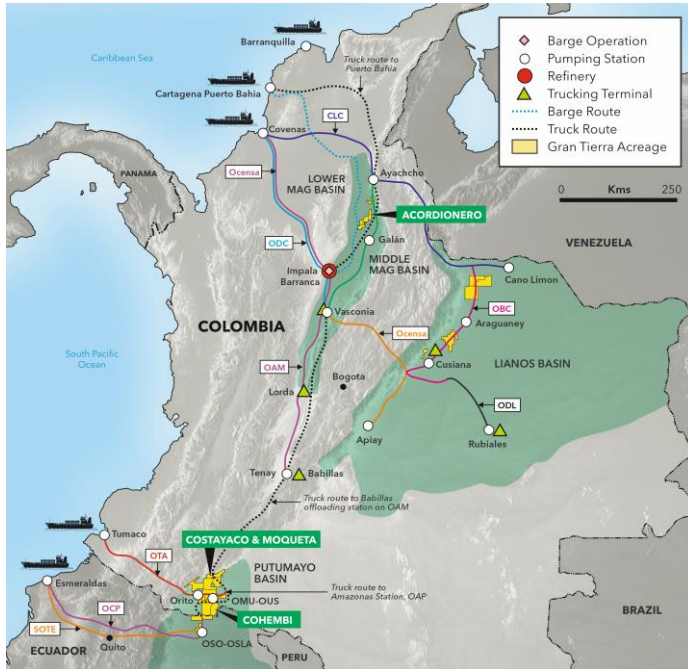 Caribbean Sea
Barranquilla
Truck route to
Puerto Bahia
Cartagena Puerto Bahia
Barge Operation
Pumping Station
Refinery
Trucking Terminal
Barge Route
Truck Route
Gran Tierra Acreage
0 Kms 250
Covenas
CLC
PANAMA
Ocensa
LOWER
MAG BASIN
Ayachcho
ACORDIONERO
Galán
ODC
MIDDLE
MAG BASIN
VENEZUELA
Impala
Barranca
Cano Limon
Vasconia
OBC
Araguaney
COLOMBIA
Ocensa
South Pacific
Ocean
LIANOS BASIN
OAM
Cusiana
Bogota
Lorda
ODL
Apiay
Rubiales
Tenay
Babillas
Truck route to Babillas
offloading staton on OAM
Tumaco
COSTAYACO & MOQUETA
OTA
PUTUMAYO
BASIN
Esmeraldas
Orito
OMU-OUS
Truck route to
Amazonas Station, OAP
OCP
COHEMBI
BRAZIL
SOTE
Quito
OSO-OSLA
ECUADOR
PERU